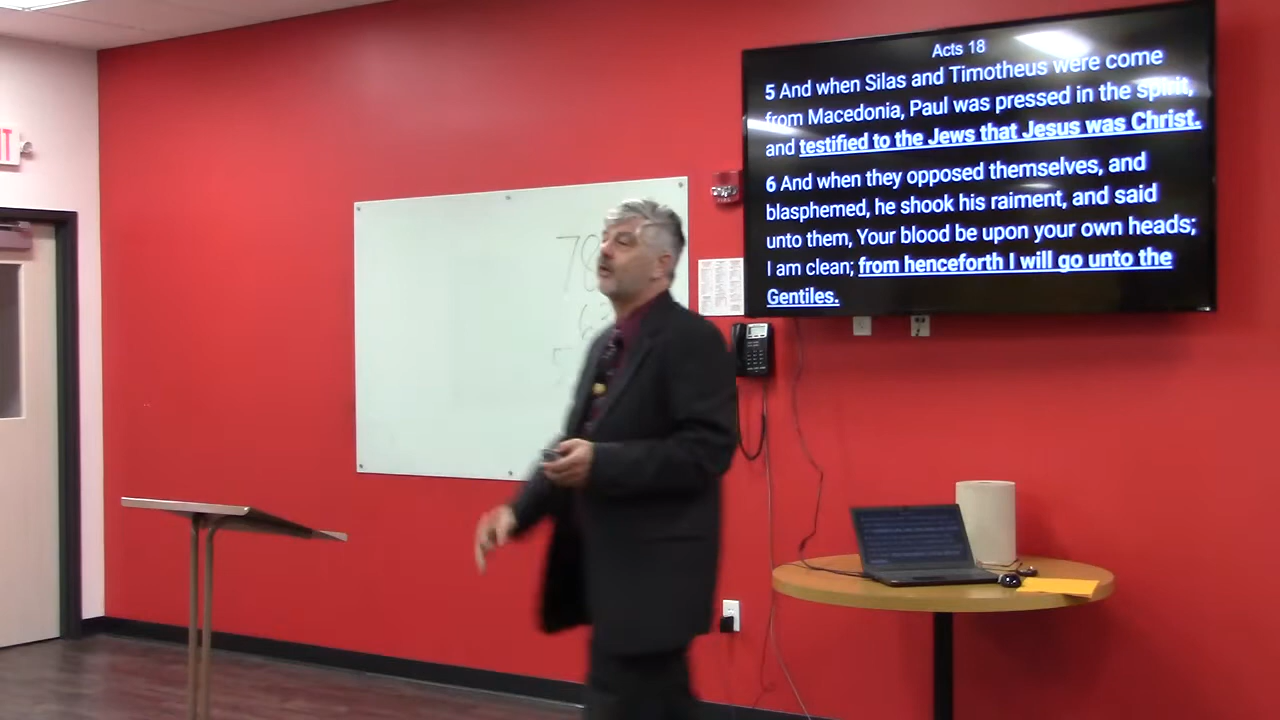 Acts 18
5 And when Silas and Timotheus were come
from Macedonia, Paul was pressed in the spirit,
and testified to the Jews that Jesus was Christ.
6 And when they opposed themselves, and
blasphemed, he shook his raiment, and said
unto them, Your blood be upon your own heads;
I am clean; from henceforth I will go unto the
Gentiles.